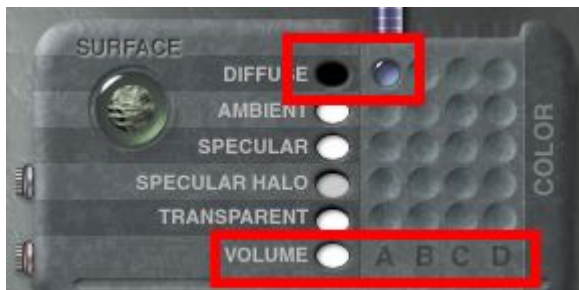 SURFACE
DIFFUSE
AMBIENT
SPECULAR
SPECULAR HALO
TRANSPARENT
VOLUME A B C D
COLOR